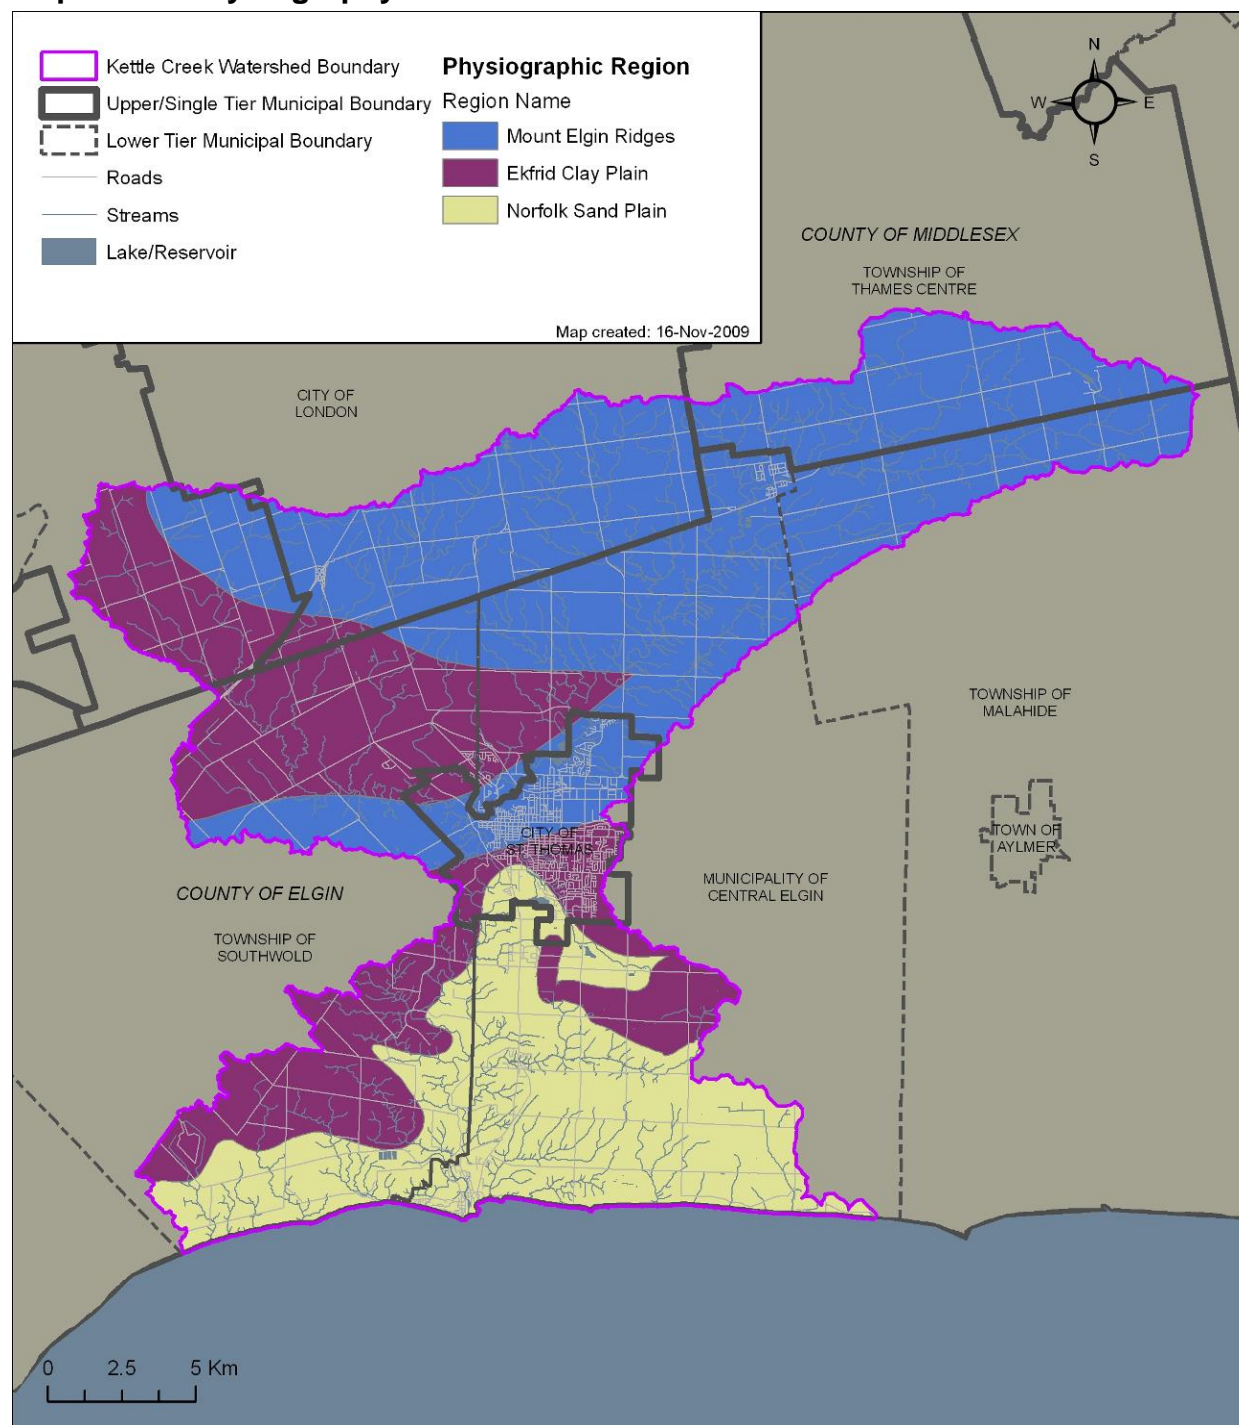 Kettle Creek Watershed Boundary
Upper/Single Tier Municipal Boundary
Lower Tier Municipal Boundary
Roads
Streams
Lake/Reservoir
Physiographic Region
Region Name
Mount Elgin Ridges
Ekfrid Clay Plain
Norfolk Sand Plain
Map created: 16-Nov-2009
N
W
E
S
COUNTY OF MIDDLESEX
TOWNSHIP OF
THAMES CENTRE
CITY OF
LONDON
TOWNSHIP OF
MALAHIDE
CITY OF
ST. THOMAS
TOWN OF
AYLMER
MUNICIPALITY OF
CENTRAL ELGIN
COUNTY OF ELGIN
TOWNSHIP OF
SOUTHWOLD
0 2.5 5 Km